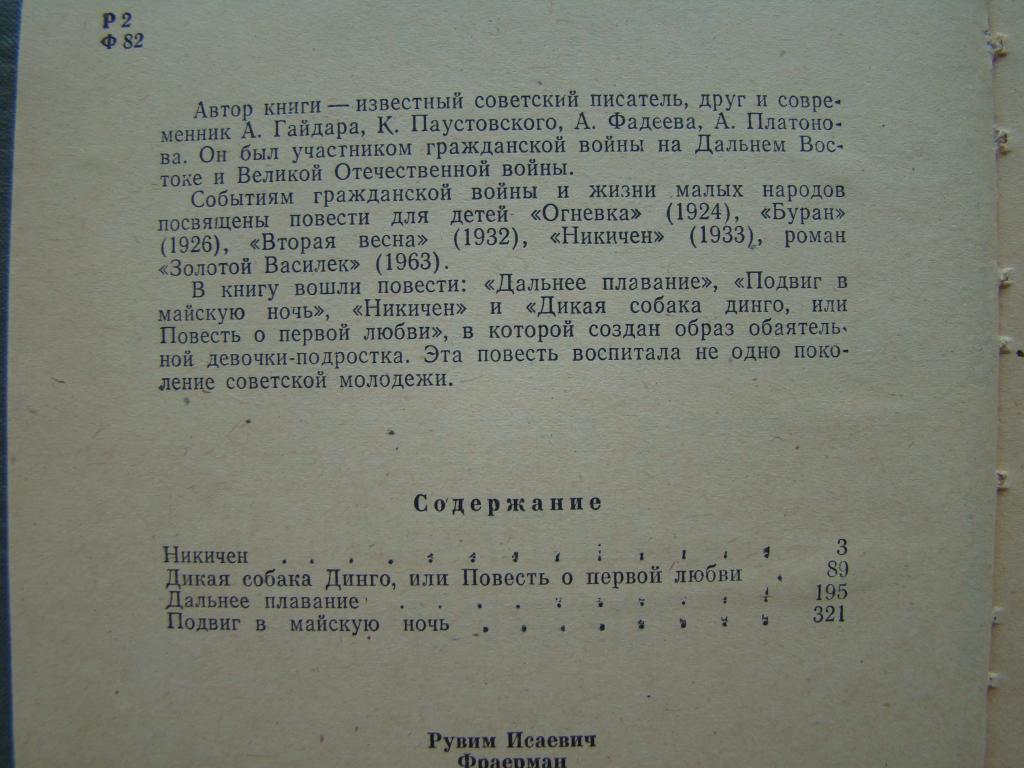 Р 2
Ф 82
Автор книги — известный советский писатель, друг и совре-
менник А. Гайдара, К. Паустовского, А. Фадеева, А. Платоно-
ва. Он был участником гражданской войны на Дальнем Вос-
токе и Великой Отечественной войны.
Событиям гражданской войны и жизни малых народов
посвящены повести для детей «Огневка» (1924), «Буран»
(1926), «Вторая весна» (1932), «Никичен» (1933), роман
«Золотой Василек» (1963).
В книгу вошли повести: «Дальнее плавание», «Подвиг в
майскую ночь», «Никичен» и «Дикая собака динго, или
Повесть о первой любви», в которой создан образ обаятель-
ной девочки-подростка. Эта повесть воспитала не одно поко-
ление советской молодежи.
Содержание
Никичен . . . . . . . . . . . . . 3
Дикая собака Динго, или Повесть о первой любви . 89
Дальнее плавание . . . . . . . . . . 195
Подвиг в майскую ночь . . . . . . . . 321
Рувим Исаевич
Фраерман